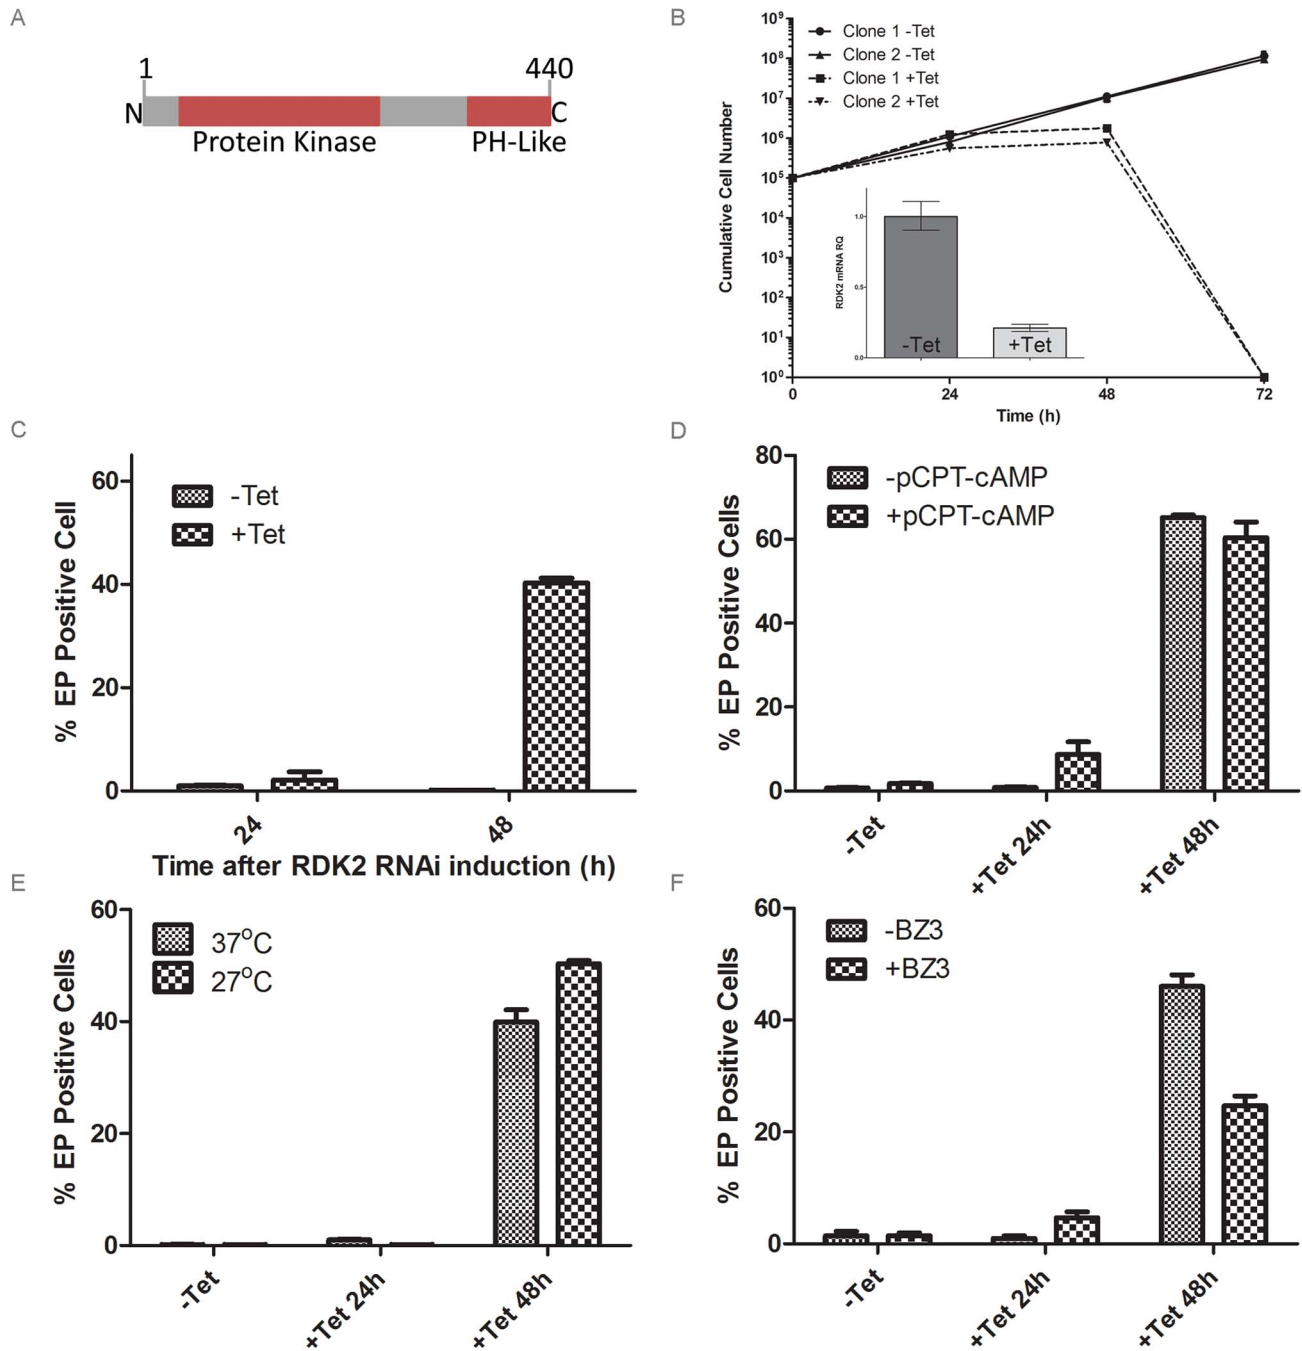 A
1 440
N C
Protein Kinase PH-Like
B
Clone 1 -Tet
Clone 2 -Tet
Clone 1 +Tet
Clone 2 +Tet
Cumulative Cell Number
10⁹
10⁸
10⁷
10⁶
10⁵
10⁴
10³
10²
10¹
10⁰
0 24 48 72
Time (h)
RDK2 mRNA RQ
1.0
0.5
0.0
-Tet +Tet
C
% EP Positive Cell
60
40
20
0
-Tet
+Tet
24 48
Time after RDK2 RNAi induction (h)
D
% EP Positive Cells
80
60
40
20
0
-pCPT-cAMP
+pCPT-cAMP
-Tet +Tet 24h +Tet 48h
E
% EP Positive Cells
60
40
20
0
37°C
27°C
-Tet +Tet 24h +Tet 48h
F
% EP Positive Cells
60
40
20
0
-BZ3
+BZ3
-Tet +Tet 24h +Tet 48h